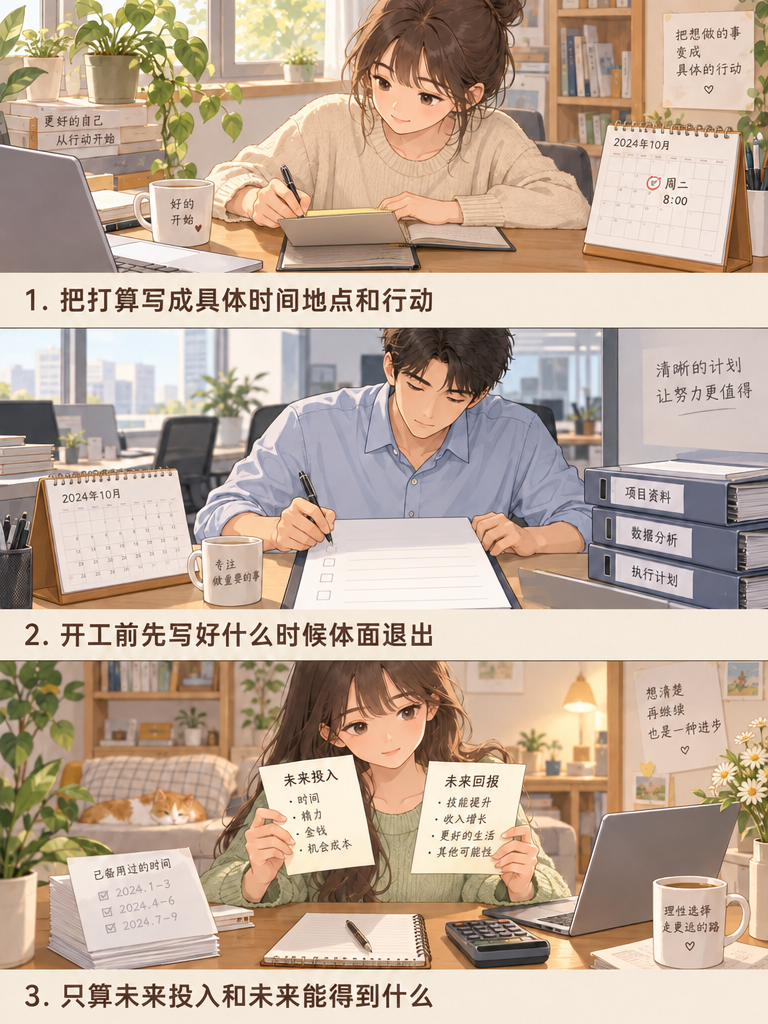 把想做的事
变成
具体的行动
更好的自己
从行动开始
好的
开始
2024年10月
周二
8:00
1. 把打算写成具体时间地点和行动
清晰的计划
让努力更值得
2024年10月
项目资料
数据分析
执行计划
专注
做重要的事
2. 开工前先写好什么时候体面退出
想清楚
再继续
也是一种进步
未来投入
• 时间
• 精力
• 金钱
• 机会成本
未来回报
• 技能提升
• 收入增长
• 更好的生活
• 其他可能性
已备用过的时间
2024.1-3
2024.4-6
2024.7-9
理性选择
走更远的路
3. 只算未来投入和未来能得到什么